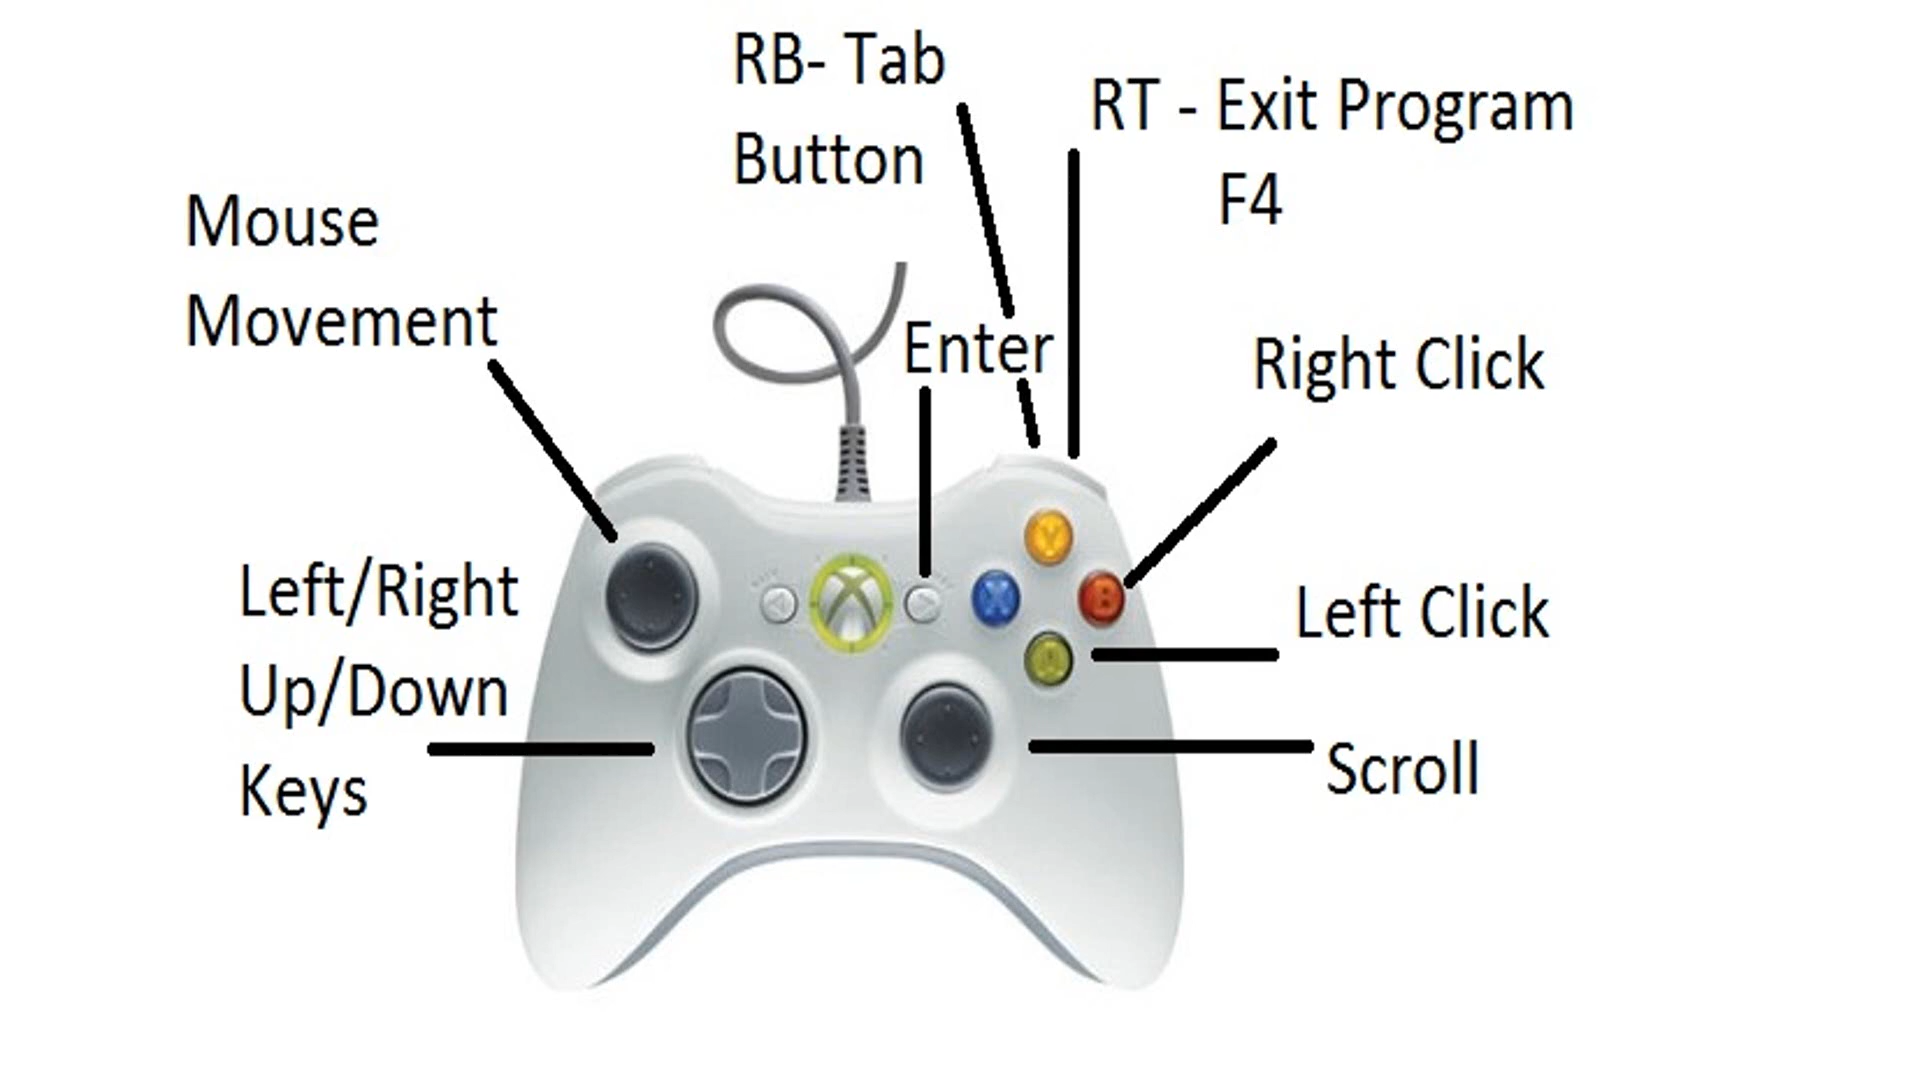 RB- Tab
Button
RT - Exit Program
F4
Mouse
Movement
Enter
Right Click
Left/Right
Up/Down
Keys
Left Click
Scroll
Y
X
B